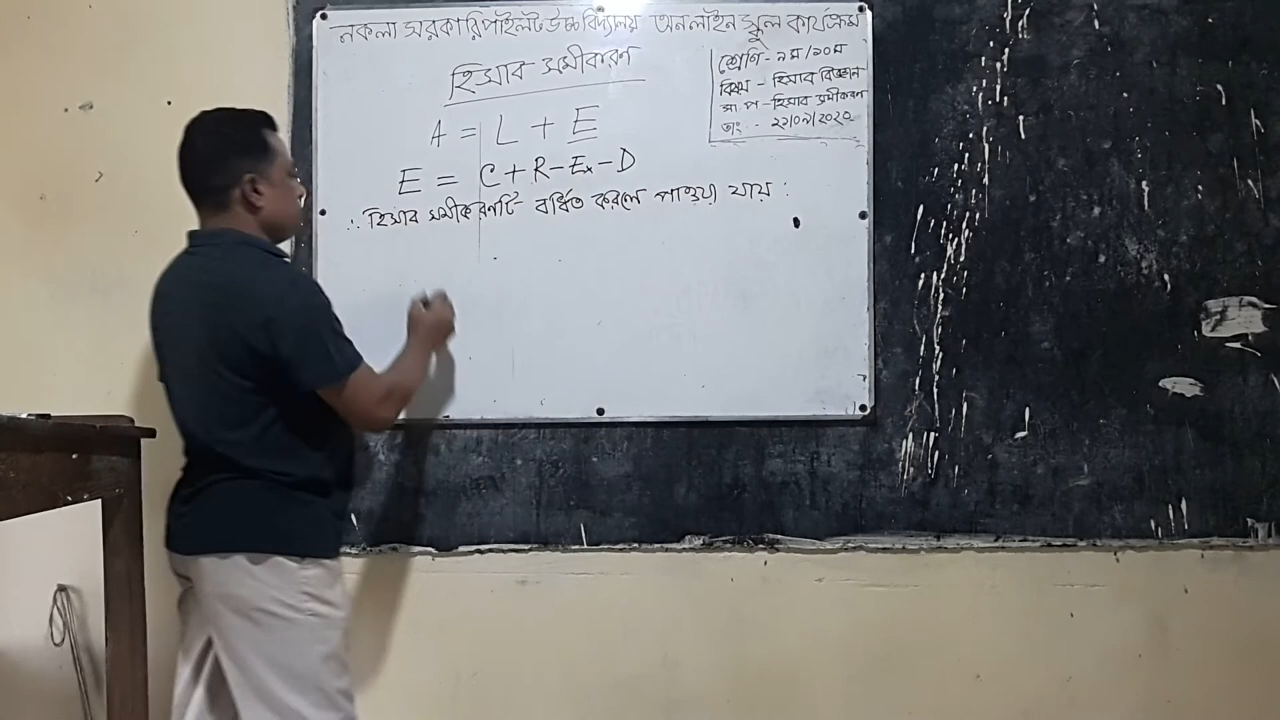 নকলা সরকারি পাইলট উচ্চ বিদ্যালয় অনলাইন স্কুল কার্যক্রম
হিসাব সমীকরণ
শ্রেণি - ৯ম/১০ম
বিষয় - হিসাব বিজ্ঞান
সা. প - হিসাব সমীকরণ
তাং - ২২/০৯/২০২০
A = L + E
E = C + R - Ex - D
∴ হিসাব সমীকরণটি বর্ধিত করিলে পাওয়া যায় :